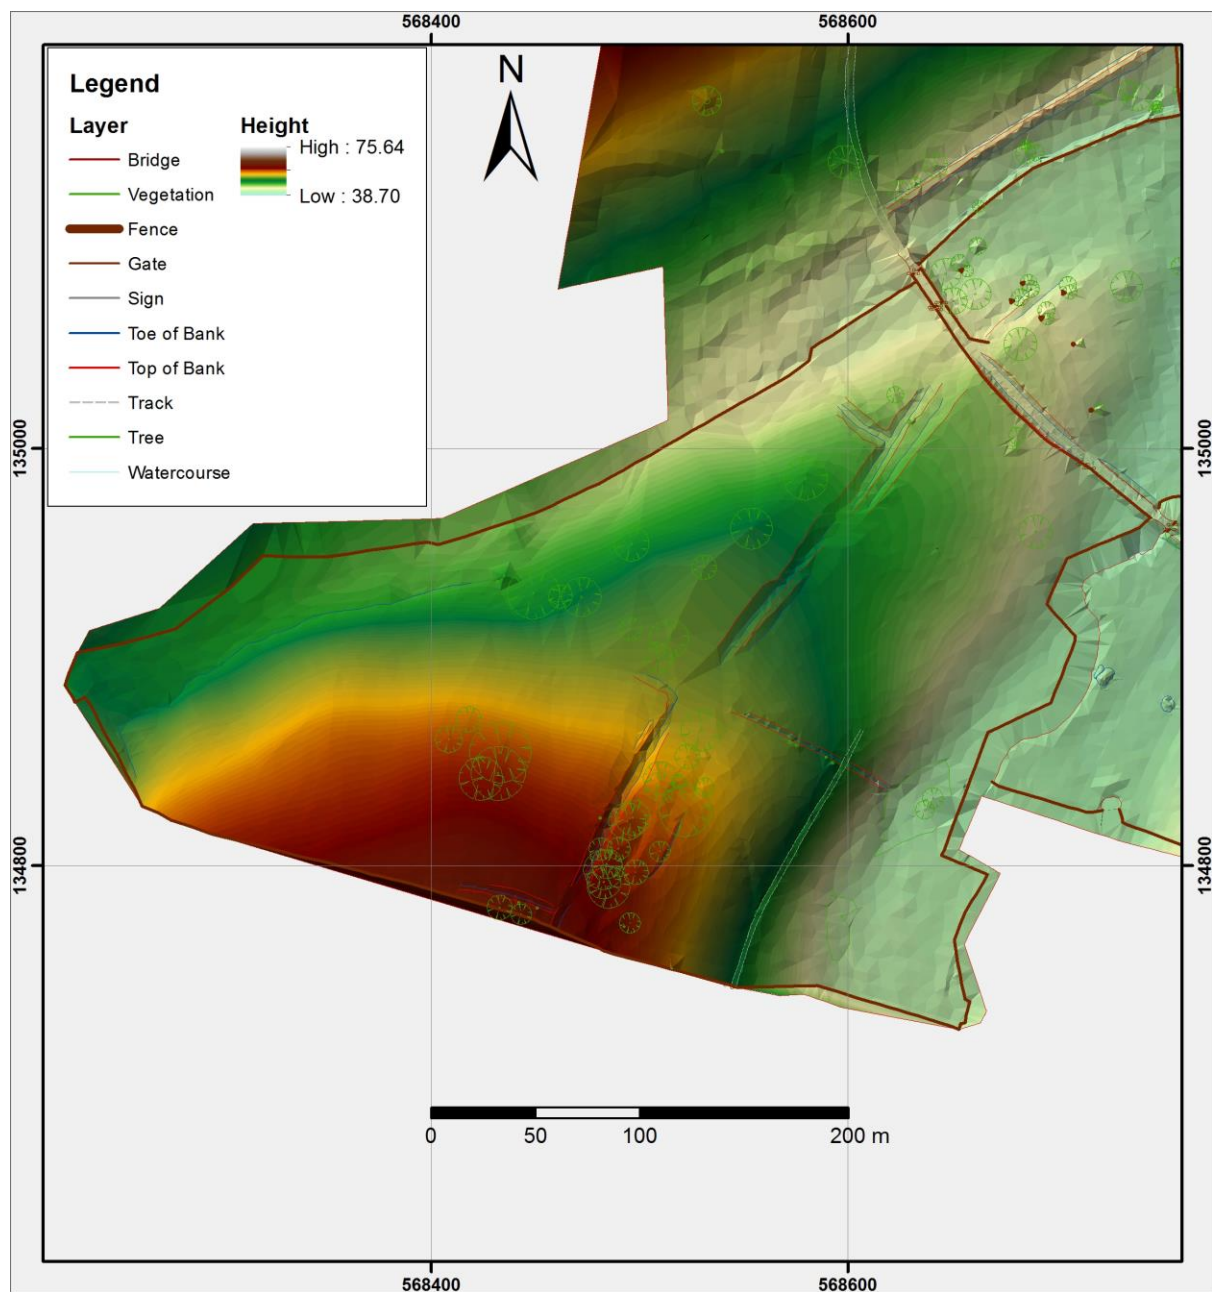 568400 568600
N
Legend
Layer Height
Bridge High : 75.64
Vegetation Low : 38.70
Fence
Gate
Sign
Toe of Bank
Top of Bank
Track
Tree
Watercourse
135000 135000
134800 134800
0 50 100 200 m
568400 568600